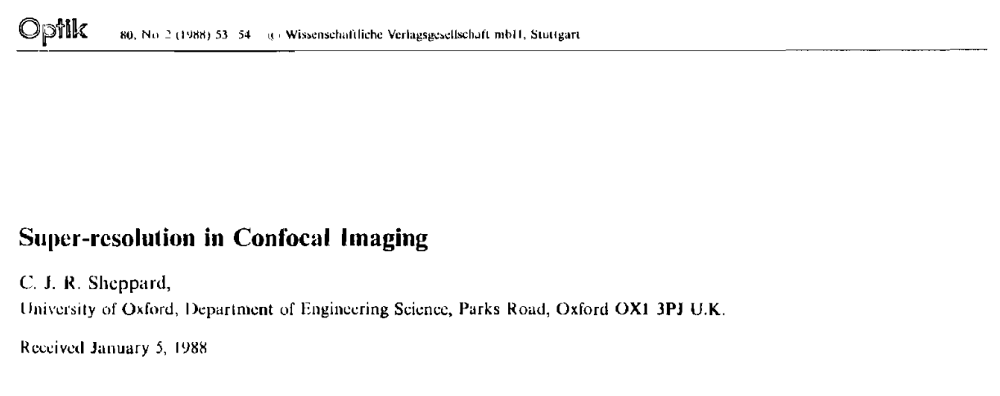 Optik 80, No 2 (1988) 53 54 © Wissenschaftliche Verlagsgesellschaft mbH, Stuttgart
Super-resolution in Confocal Imaging
C. J. R. Sheppard,
University of Oxford, Department of Engineering Science, Parks Road, Oxford OX1 3PJ U.K.
Received January 5, 1988